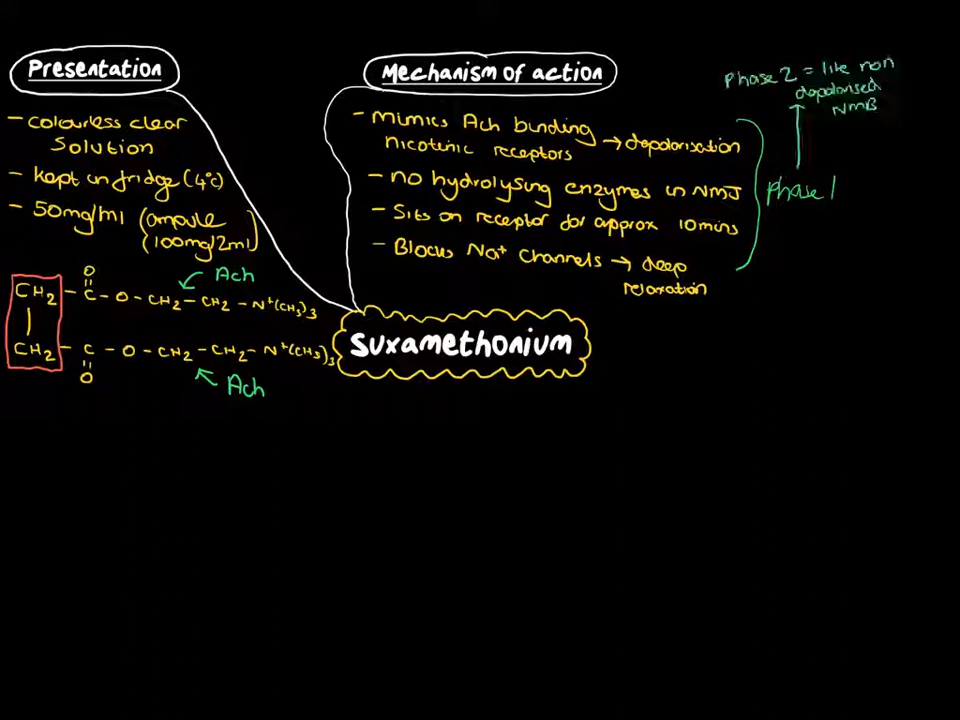 Presentation
- colourless clear
solution
- kept in fridge (4°c)
- 50mg/ml (ampule
(100mg/2ml)
Ach
O
CH2 - C - O - CH2 - CH2 - N+(CH3)3
CH2 - C - O - CH2 - CH2 - N+(CH3)3
O
Ach
Mechanism of action
- Mimics Ach binding
nicotenic receptors → depolarisation
- no hydrolysing enzymes in NMJ
- Sits on receptor for approx 10mins
- Blocks Na+ channels → deep
relaxation
Phase 2 = like non
depolarised
NMB
Phase 1
Suxamethonium